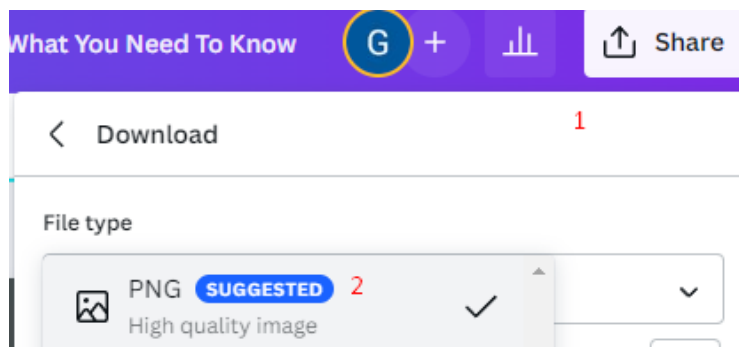 What You Need To Know G + Share
Download 1
File type
PNG SUGGESTED 2
High quality image